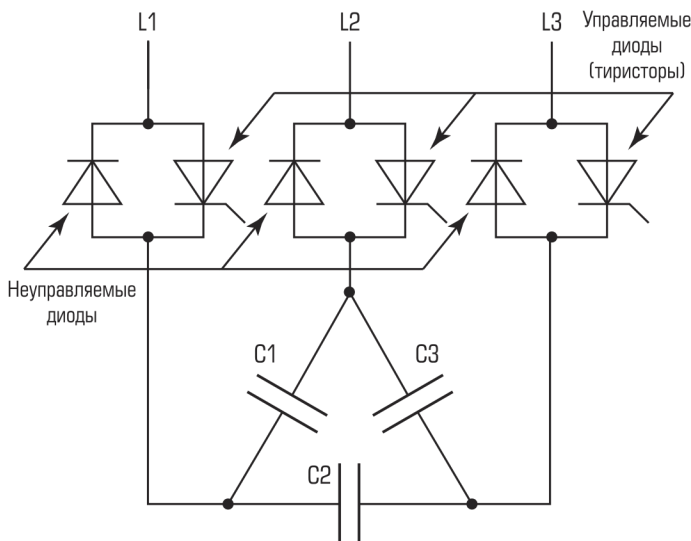 L1
L2
L3
Управляемые
диоды
(тиристоры)
Неуправляемые
диоды
C1
C3
C2